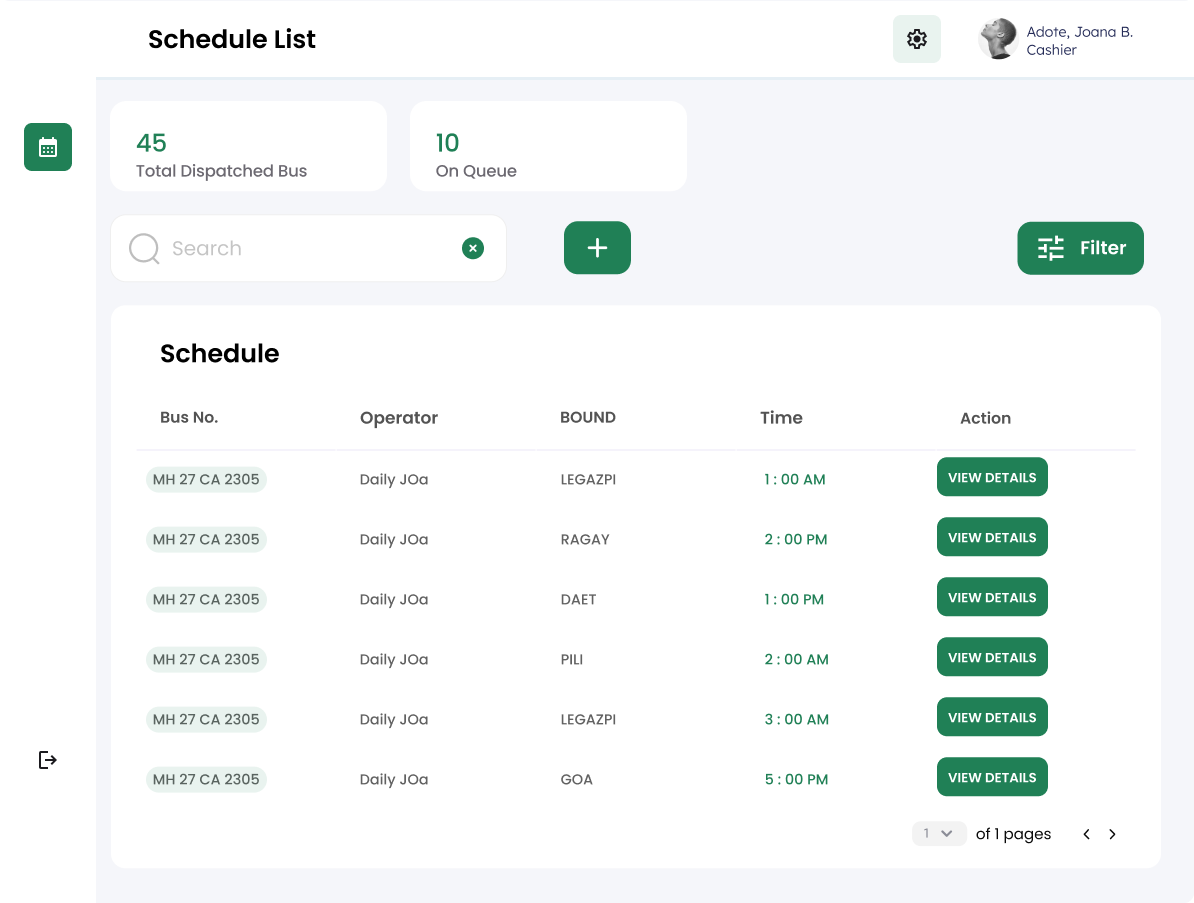 Schedule List
Adote, Joana B.
Cashier
45
Total Dispatched Bus
10
On Queue
Search
Filter
Schedule
Bus No. Operator BOUND Time Action
MH 27 CA 2305 Daily JOa LEGAZPI 1 : 00 AM VIEW DETAILS
MH 27 CA 2305 Daily JOa RAGAY 2 : 00 PM VIEW DETAILS
MH 27 CA 2305 Daily JOa DAET 1 : 00 PM VIEW DETAILS
MH 27 CA 2305 Daily JOa PILI 2 : 00 AM VIEW DETAILS
MH 27 CA 2305 Daily JOa LEGAZPI 3 : 00 AM VIEW DETAILS
MH 27 CA 2305 Daily JOa GOA 5 : 00 PM VIEW DETAILS
1 of 1 pages